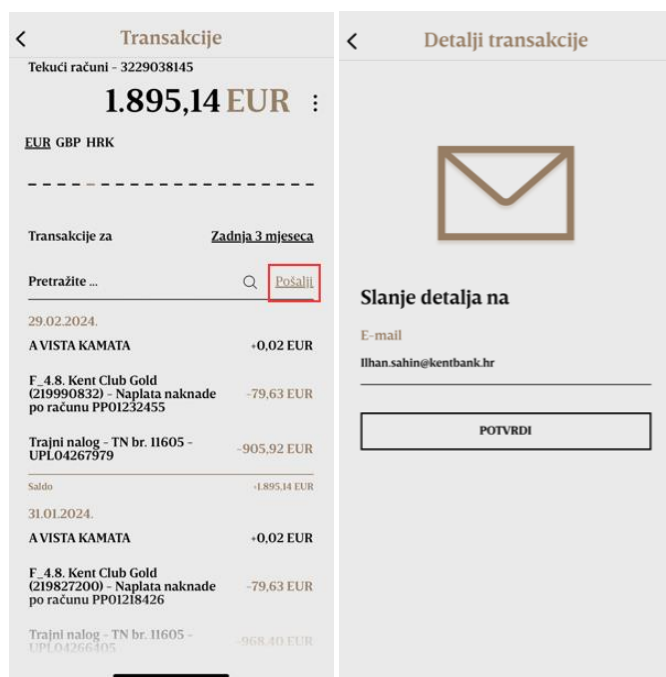 Transakcije
Tekući računi - 3229038145
1.895,14 EUR
EUR GBP HRK
Transakcije za Zadnja 3 mjeseca
Pretražite ... Pošalji
29.02.2024.
A VISTA KAMATA +0,02 EUR
F_4.8. Kent Club Gold
(219990832) - Naplata naknade -79,63 EUR
po računu PP01232455
Trajni nalog - TN br. 11605 -
UPL04267979 -905,92 EUR
Saldo +1.895,14 EUR
31.01.2024.
A VISTA KAMATA +0,02 EUR
F_4.8. Kent Club Gold
(219827200) - Naplata naknade -79,63 EUR
po računu PP01218426
Trajni nalog - TN br. 11605 -
UPL04266405 -968,40 EUR
Detalji transakcije
Slanje detalja na
E-mail
Ilhan.sahin@kentbank.hr
POTVRDI